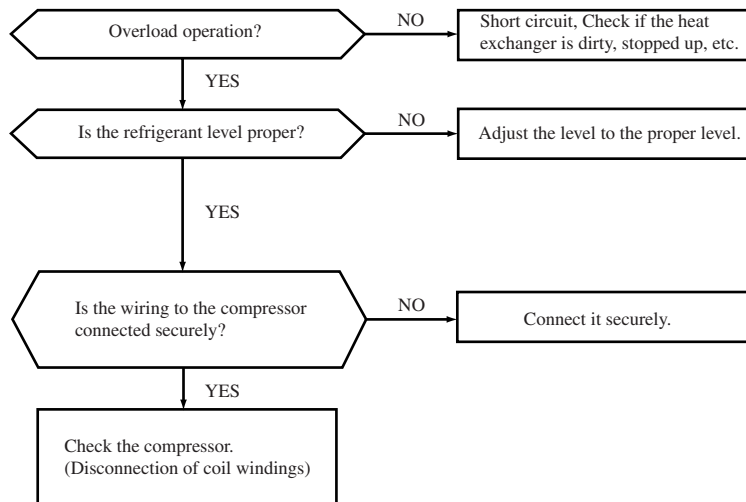 Overload operation?
NO
Short circuit, Check if the heat
exchanger is dirty, stopped up, etc.
YES
Is the refrigerant level proper?
NO
Adjust the level to the proper level.
YES
Is the wiring to the compressor
connected securely?
NO
Connect it securely.
YES
Check the compressor.
(Disconnection of coil windings)